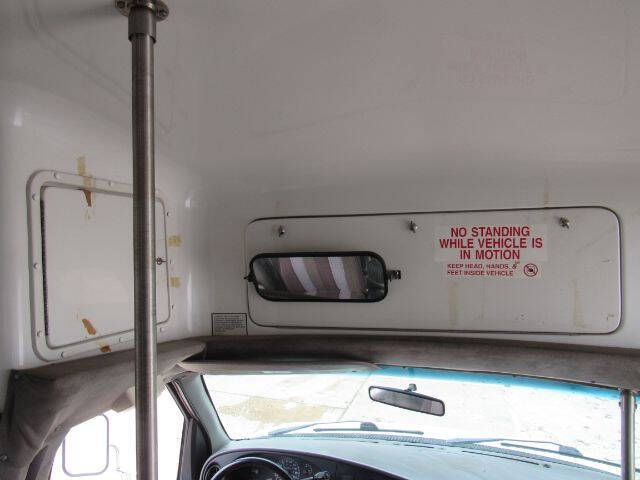 NO STANDING
WHILE VEHICLE IS
IN MOTION
KEEP HEAD, HANDS, &
FEET INSIDE VEHICLE